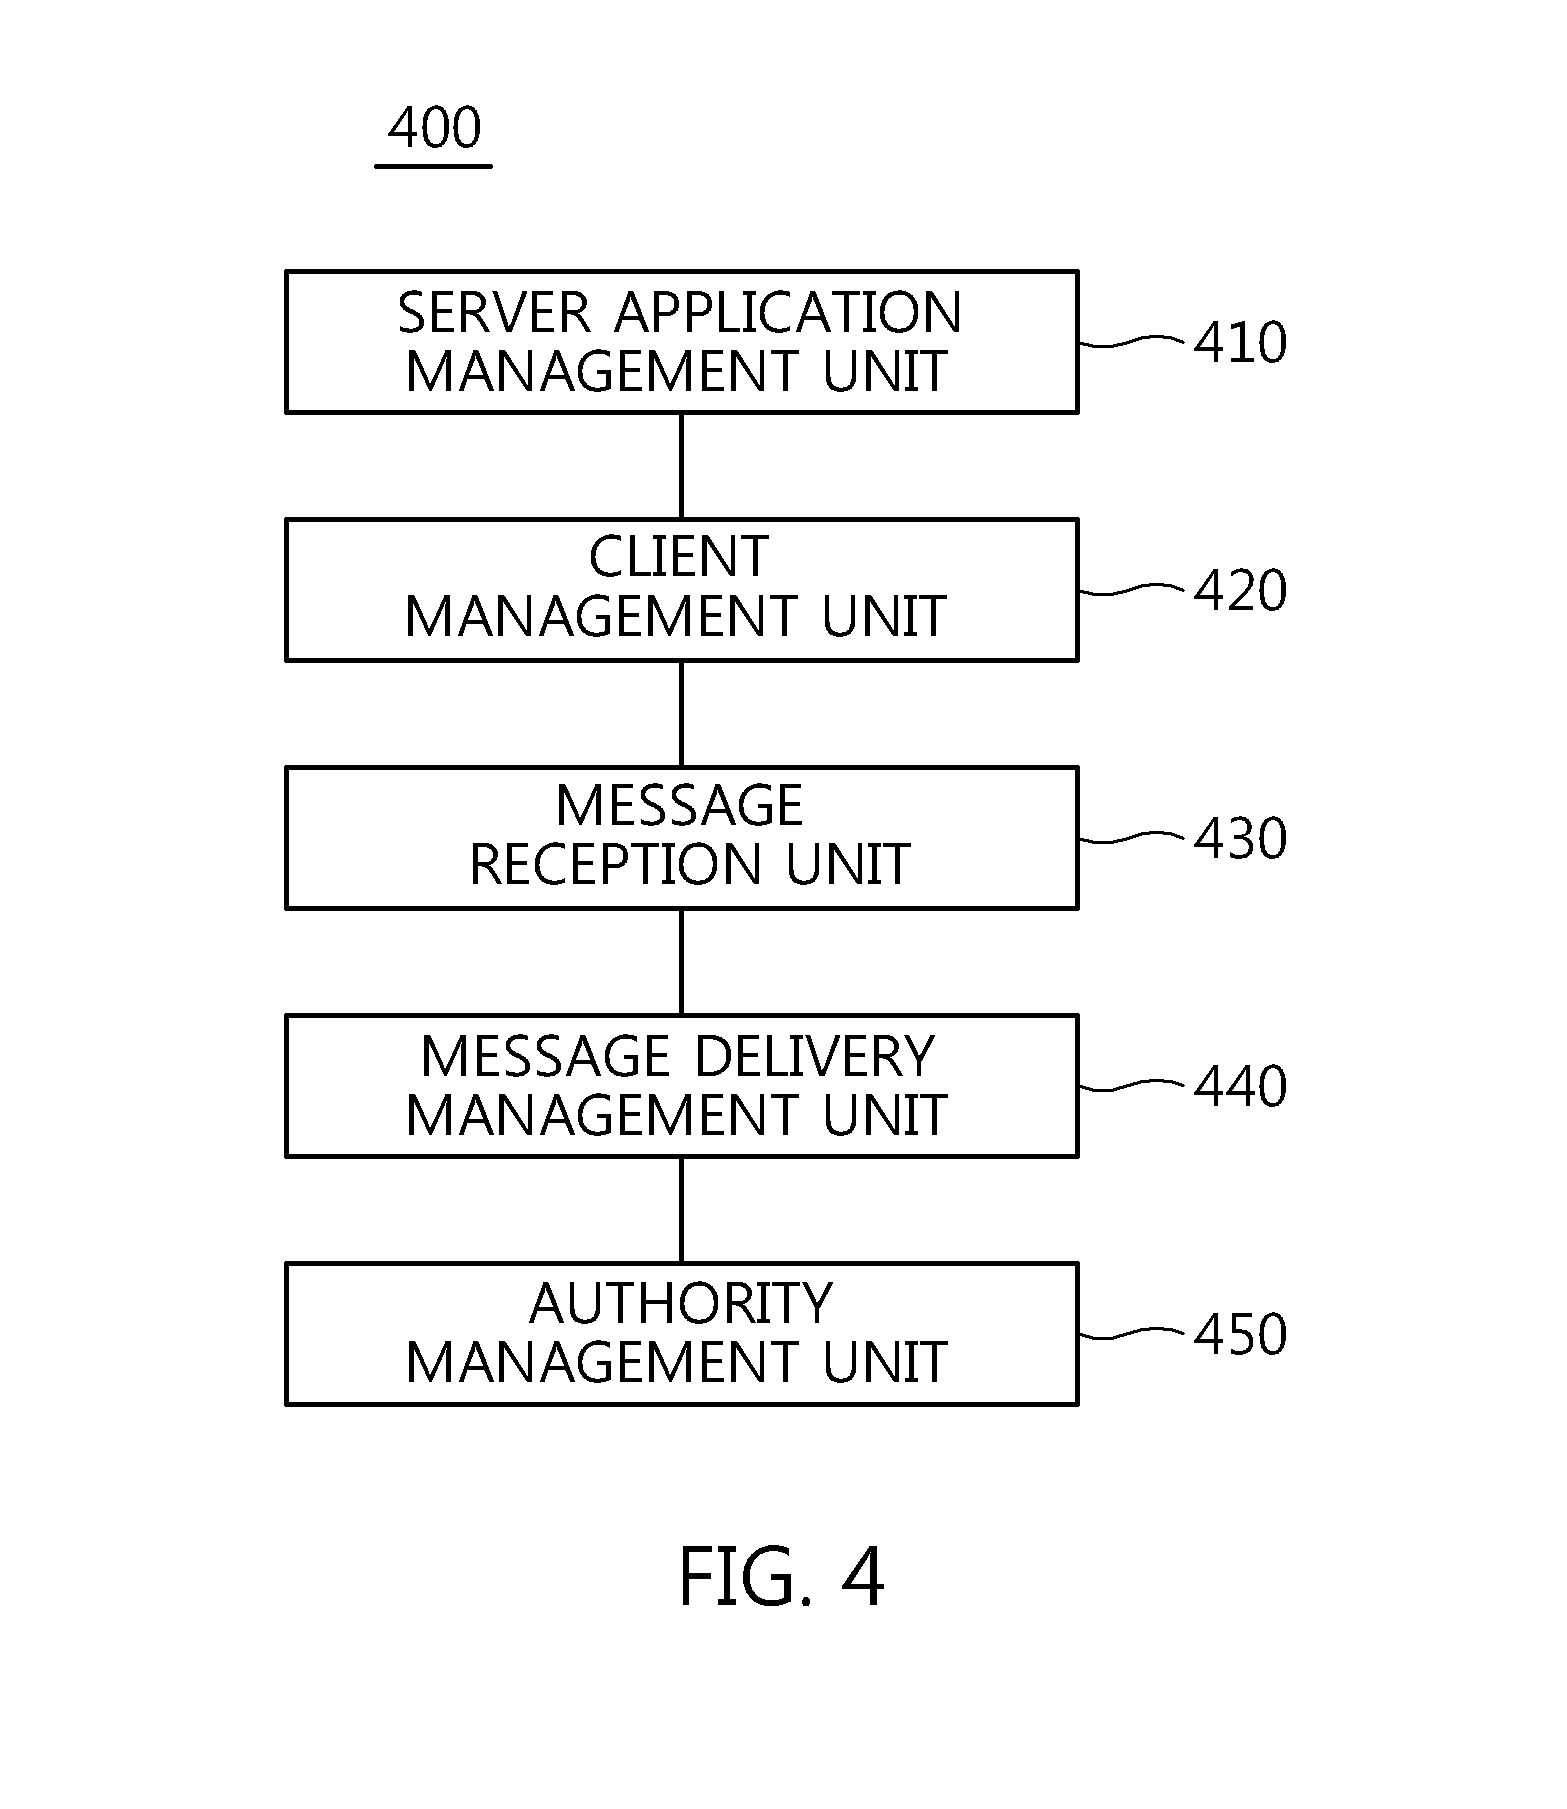 400
SERVER APPLICATION
MANAGEMENT UNIT
410
CLIENT
MANAGEMENT UNIT
420
MESSAGE
RECEPTION UNIT
430
MESSAGE DELIVERY
MANAGEMENT UNIT
440
AUTHORITY
MANAGEMENT UNIT
450
FIG. 4